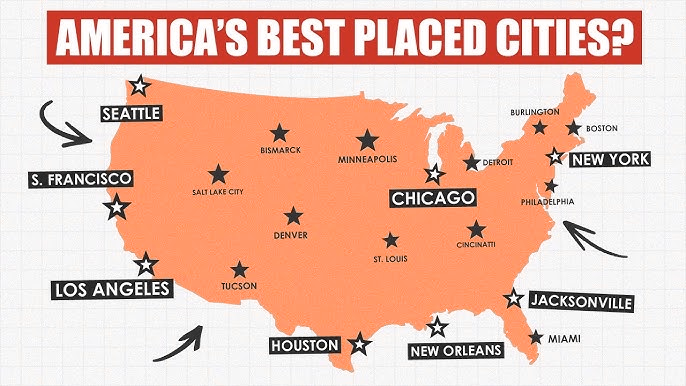 AMERICA'S BEST PLACED CITIES?
SEATTLE
BURLINGTON
BOSTON
BISMARCK
MINNEAPOLIS
DETROIT
NEW YORK
S. FRANCISCO
SALT LAKE CITY
CHICAGO
PHILADELPHIA
DENVER
CINCINATTI
ST. LOUIS
LOS ANGELES
TUCSON
JACKSONVILLE
HOUSTON
NEW ORLEANS
MIAMI